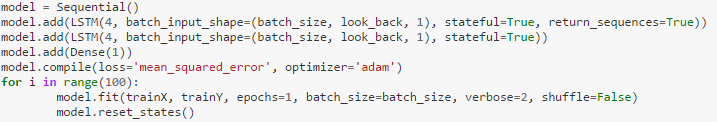 model = Sequential()
model.add(LSTM(4, batch_input_shape=(batch_size, look_back, 1), stateful=True, return_sequences=True))
model.add(LSTM(4, batch_input_shape=(batch_size, look_back, 1), stateful=True))
model.add(Dense(1))
model.compile(loss='mean_squared_error', optimizer='adam')
for i in range(100):
        model.fit(trainX, trainY, epochs=1, batch_size=batch_size, verbose=2, shuffle=False)
        model.reset_states()